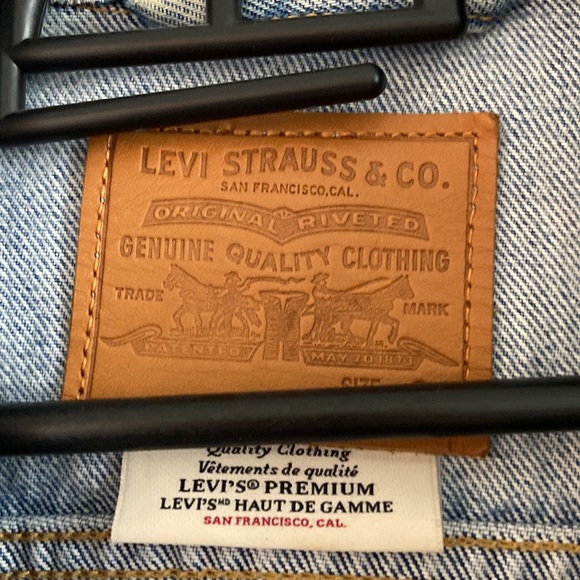 LEVI STRAUSS & CO.
SAN FRANCISCO, CAL.
ORIGINAL RIVETED
GENUINE QUALITY CLOTHING
TRADE MARK
PATENTED MAY 20 1873
SIZE
Quality Clothing
Vêtements de qualité
LEVI'S® PREMIUM
LEVI'S ᴹᴰ HAUT DE GAMME
SAN FRANCISCO, CAL.